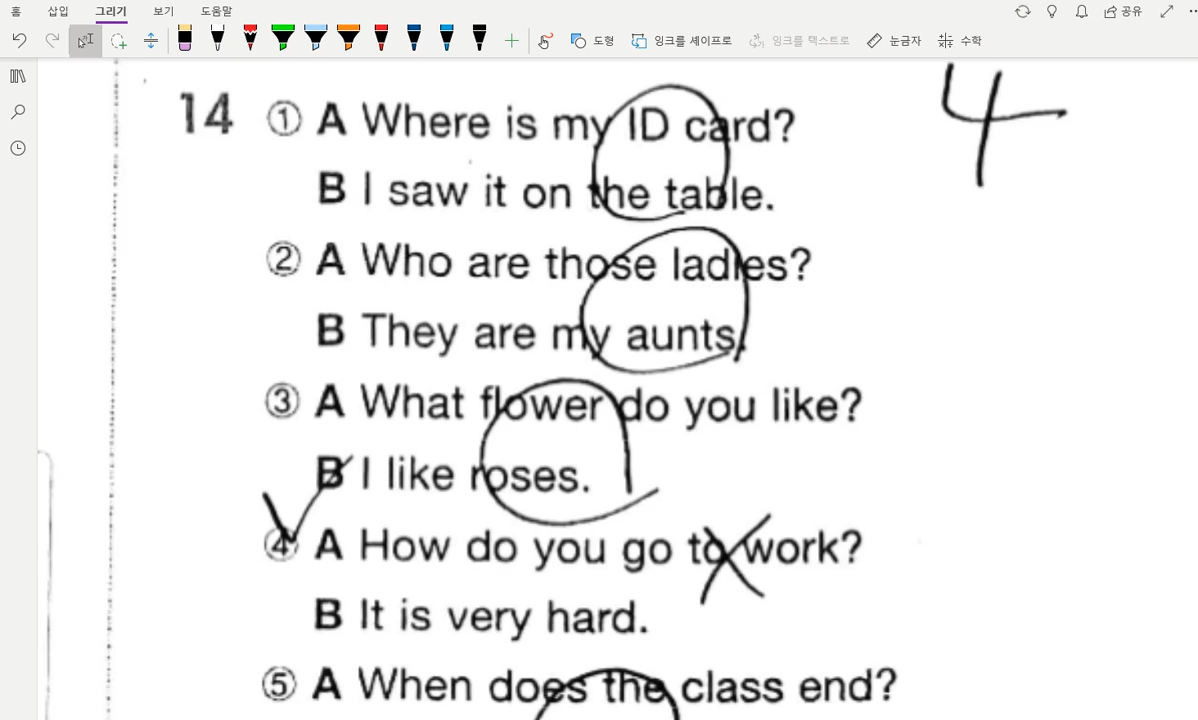 홈 삽입 그리기 보기 도움말 공유
도형 잉크를 셰이프로 잉크를 텍스트로 눈금자 수학
4
14 ① A Where is my ID card?
B I saw it on the table.
② A Who are those ladies?
B They are my aunts.
③ A What flower do you like?
B I like roses.
④ A How do you go to work?
B It is very hard.
⑤ A When does the class end?